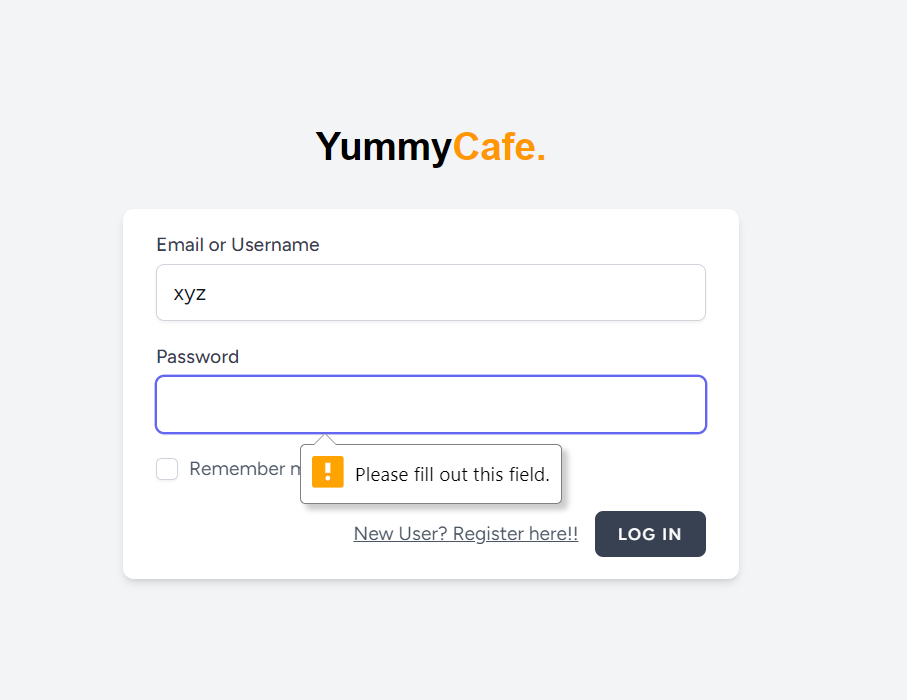 YummyCafe.
Email or Username
xyz
Password
Remember
Please fill out this field.
New User? Register here!!
LOG IN